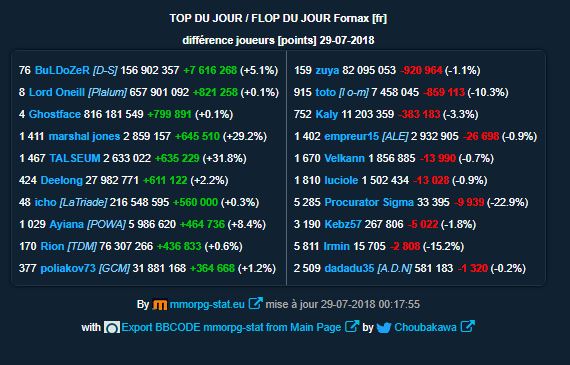 TOP DU JOUR / FLOP DU JOUR Fornax [fr]
différence joueurs [points] 29-07-2018
76 BuLDoZeR [D-S] 156 902 357 +7 616 268 (+5.1%)
8 Lord Oneill [Plalum] 657 901 092 +821 258 (+0.1%)
4 Ghostface 816 181 549 +799 891 (+0.1%)
1 411 marshal jones 2 859 157 +645 510 (+29.2%)
1 467 TALSEUM 2 633 022 +635 229 (+31.8%)
424 Deelong 27 982 771 +611 122 (+2.2%)
48 icho [LaTriade] 216 548 595 +560 000 (+0.3%)
1 029 Ayiana [POWA] 5 986 620 +464 736 (+8.4%)
170 Rion [TDM] 76 307 266 +436 833 (+0.6%)
377 poliakov73 [GCM] 31 881 168 +364 668 (+1.2%)
159 zuya 82 095 053 -920 964 (-1.1%)
915 toto [l o-m] 7 458 045 -859 113 (-10.3%)
752 Kaly 11 203 359 -383 183 (-3.3%)
1 402 empreur15 [ALE] 2 932 905 -26 698 (-0.9%)
1 670 Velkann 1 856 885 -13 990 (-0.7%)
1 810 luciole 1 502 434 -13 028 (-0.9%)
5 285 Procurator Sigma 33 395 -9 939 (-22.9%)
3 190 Kebz57 267 806 -5 022 (-1.8%)
5 811 Irmin 15 705 -2 808 (-15.2%)
2 509 dadadu35 [A.D.N] 581 183 -1 320 (-0.2%)
By mmorpg-stat.eu mise à jour 29-07-2018 00:17:55
with Export BBCODE mmorpg-stat from Main Page by Choubakawa